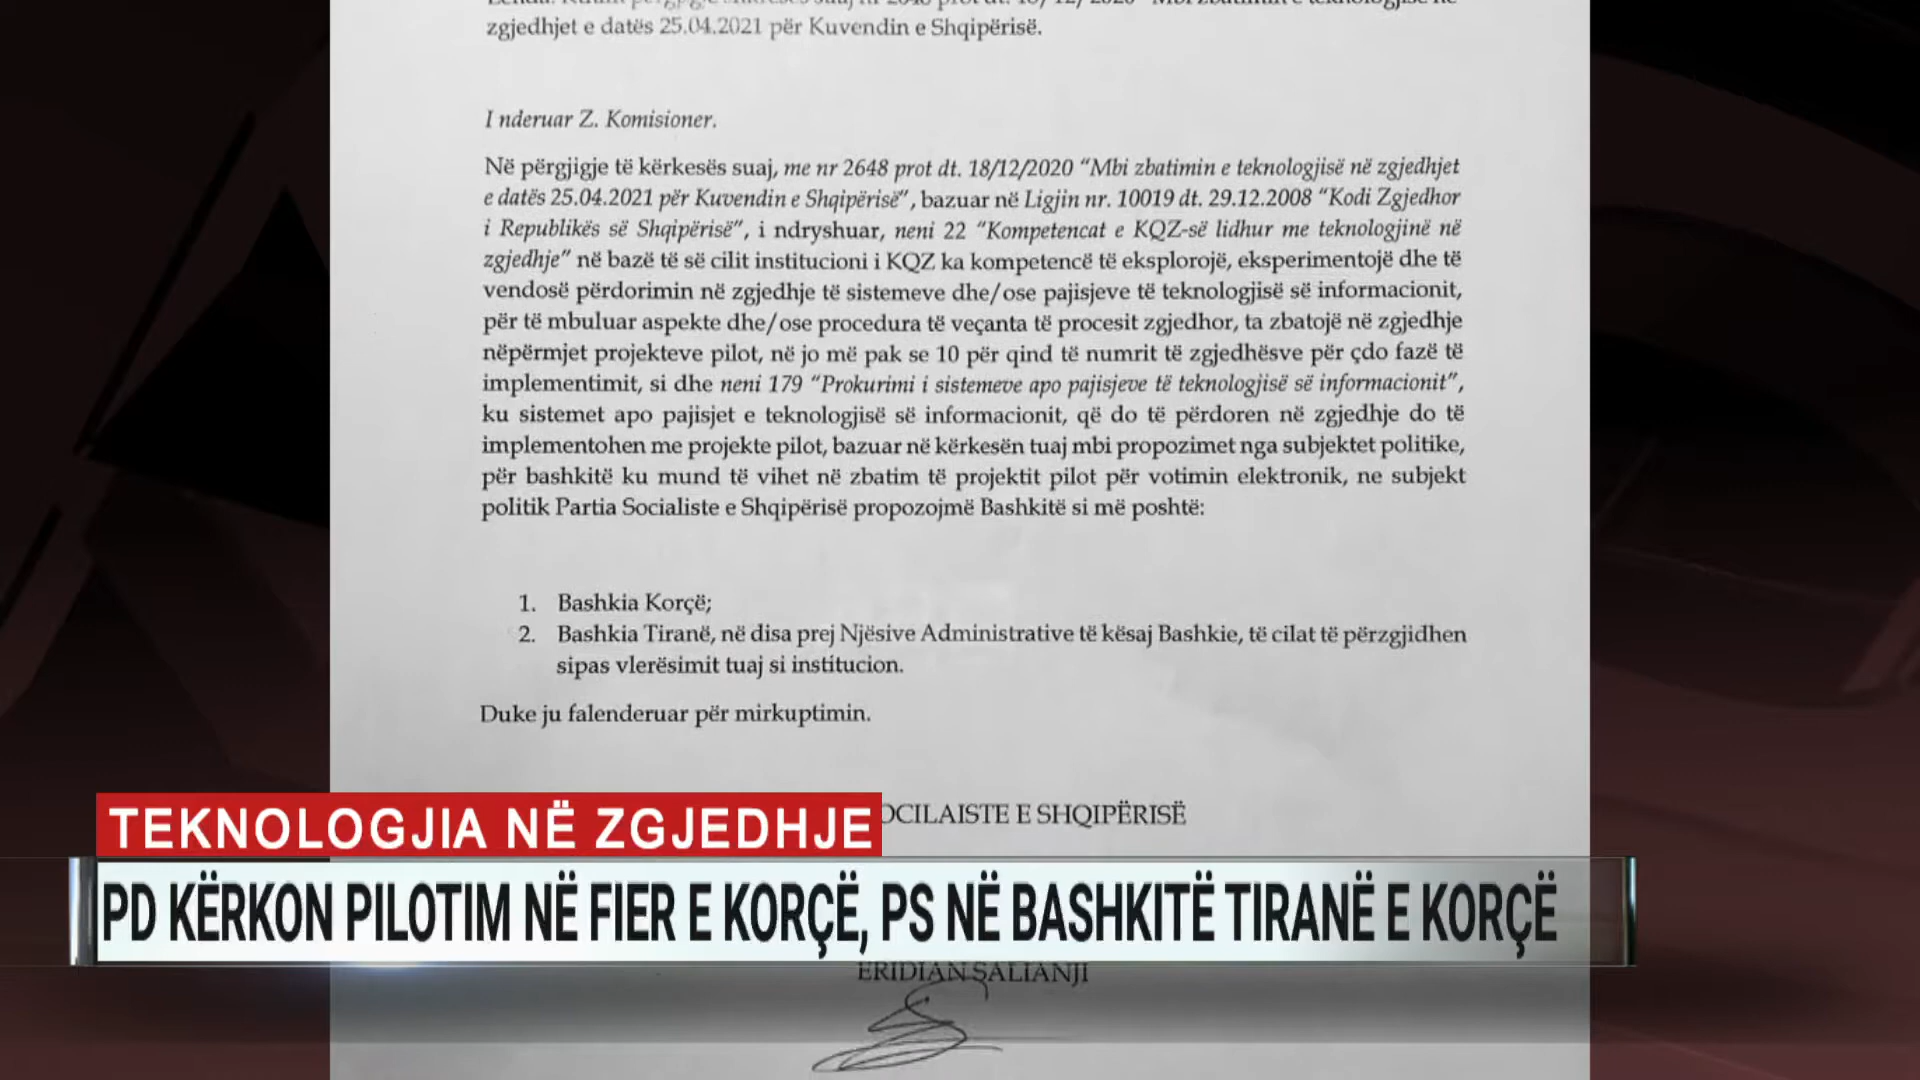 zgjedhjet e datës 25.04.2021 për Kuvendin e Shqipërisë.
I nderuar Z. Komisioner.
Në përgjigje të kërkesës suaj, me nr 2648 prot dt. 18/12/2020 “Mbi zbatimin e teknologjisë në zgjedhjet
e datës 25.04.2021 për Kuvendin e Shqipërisë”, bazuar në Ligjin nr. 10019 dt. 29.12.2008 “Kodi Zgjedhor
i Republikës së Shqipërisë”, i ndryshuar, neni 22 “Kompetencat e KQZ-së lidhur me teknologjinë në
zgjedhje” në bazë të së cilit institucioni i KQZ ka kompetencë të eksplorojë, eksperimentojë dhe të
vendosë përdorimin në zgjedhje të sistemeve dhe/ose pajisjeve të teknologjisë së informacionit,
për të mbuluar aspekte dhe/ose procedura të veçanta të procesit zgjedhor, ta zbatojë në zgjedhje
nëpërmjet projekteve pilot, në jo më pak se 10 për qind të numrit të zgjedhësve për çdo fazë të
implementimit, si dhe neni 179 “Prokurimi i sistemeve apo pajisjeve të teknologjisë së informacionit”,
ku sistemet apo pajisjet e teknologjisë së informacionit, që do të përdoren në zgjedhje do të
implementohen me projekte pilot, bazuar në kërkesën tuaj mbi propozimet nga subjektet politike,
për bashkitë ku mund të vihet në zbatim të projektit pilot për votimin elektronik, ne subjekt
politik Partia Socialiste e Shqipërisë propozojmë Bashkitë si më poshtë:
1. Bashkia Korçë;
2. Bashkia Tiranë, në disa prej Njësive Administrative të kësaj Bashkie, të cilat të përzgjidhen
sipas vlerësimit tuaj si institucion.
Duke ju falenderuar për mirkuptimin.
OCILAISTE E SHQIPËRISË
TEKNOLOGJIA NË ZGJEDHJE
PD KËRKON PILOTIM NË FIER E KORÇË, PS NË BASHKITË TIRANË E KORÇË
ERIDIAN SALIANJI